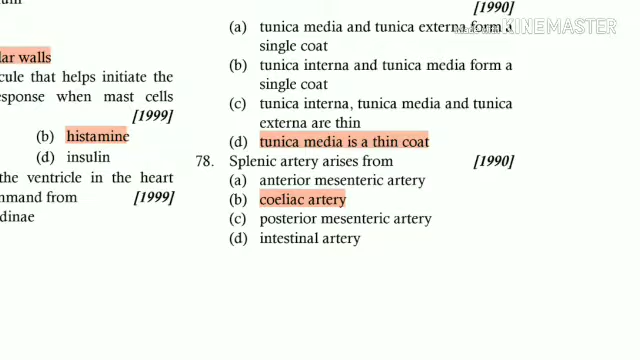 lar walls
cule that helps initiate the
esponse when mast cells
[1999]
(b) histamine
(d) insulin
the ventricle in the heart
mmand from [1999]
dinae
[1990]
(a) tunica media and tunica externa form a
single coat
(b) tunica interna and tunica media form a
single coat
(c) tunica interna, tunica media and tunica
externa are thin
(d) tunica media is a thin coat
78. Splenic artery arises from [1990]
(a) anterior mesenteric artery
(b) coeliac artery
(c) posterior mesenteric artery
(d) intestinal artery
KINEMASTER